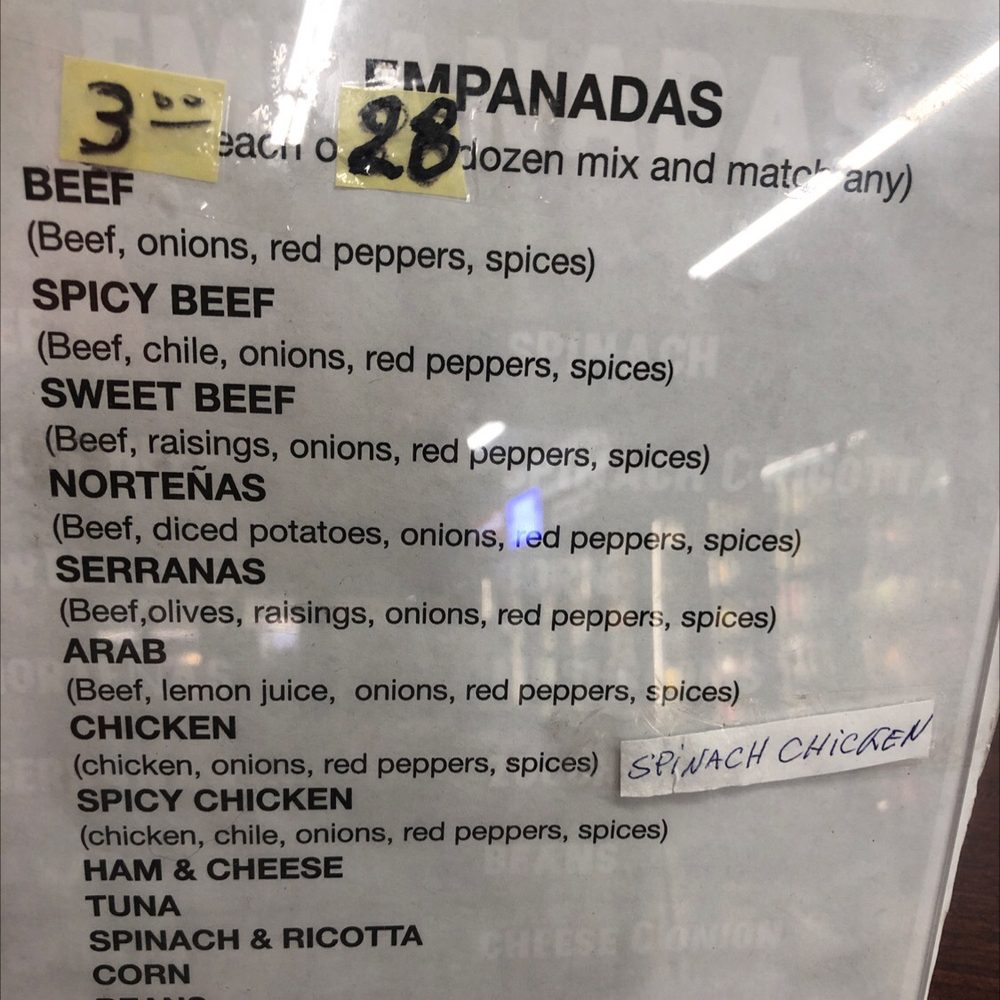 EMPANADAS
3.00 each o 28 dozen mix and match any)
BEEF
(Beef, onions, red peppers, spices)
SPICY BEEF
(Beef, chile, onions, red peppers, spices)
SWEET BEEF
(Beef, raisings, onions, red peppers, spices)
NORTEÑAS
(Beef, diced potatoes, onions, red peppers, spices)
SERRANAS
(Beef,olives, raisings, onions, red peppers, spices)
ARAB
(Beef, lemon juice, onions, red peppers, spices)
CHICKEN
(chicken, onions, red peppers, spices) SPINACH CHICKEN
SPICY CHICKEN
(chicken, chile, onions, red peppers, spices)
HAM & CHEESE
TUNA
SPINACH & RICOTTA
CORN